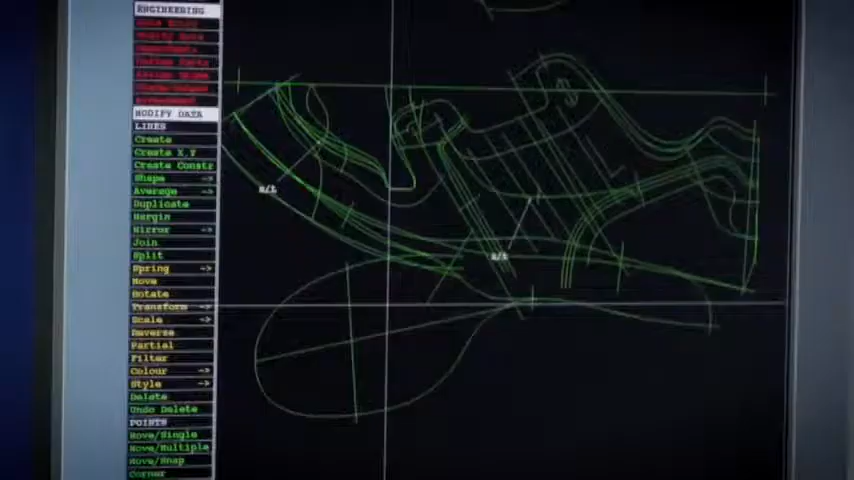 ENGINEERING
MODIFY DATA
LINES
Create
Create X,Y
Create Constr
Shape ->
Average ->
Duplicate
Margin
Mirror ->
Join
Split
Spring ->
Move
Rotate
Transform ->
Scale ->
Reverse
Partial
Filter
Colour ->
Style ->
Delete
Undo Delete
POINTS
Move/Single
Move/Multiple
Move/Snap
Corner
s/t
s/t